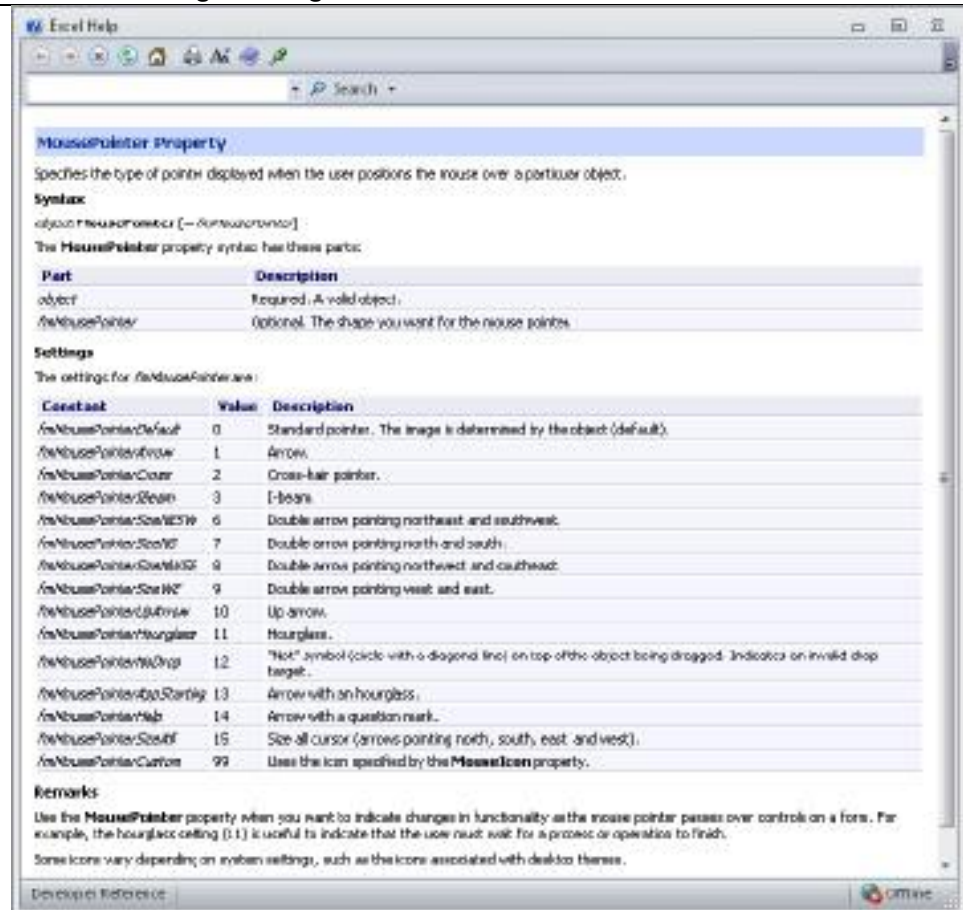 Excel Help
Search
MousePointer Property
Specifies the type of pointer displayed when the user positions the mouse over a particular object.
Syntax
object.MousePointer [= fmMousePointer]
The MousePointer property syntax has these parts:
Part Description
object Required. A valid object.
fmMousePointer Optional. The shape you want for the mouse pointer.
Settings
The settings for fmMousePointer are:
Constant Value Description
fmMousePointerDefault 0 Standard pointer. The image is determined by the object (default).
fmMousePointerArrow 1 Arrow.
fmMousePointerCross 2 Cross-hair pointer.
fmMousePointerIBeam 3 I-beam.
fmMousePointerSizeNESW 6 Double arrow pointing northeast and southwest.
fmMousePointerSizeNS 7 Double arrow pointing north and south.
fmMousePointerSizeNWSE 8 Double arrow pointing northwest and southeast.
fmMousePointerSizeWE 9 Double arrow pointing west and east.
fmMousePointerUpArrow 10 Up arrow.
fmMousePointerHourglass 11 Hourglass.
fmMousePointerNoDrop 12 "Not" symbol (circle with a diagonal line) on top of the object being dragged. Indicates an invalid drop
target.
fmMousePointerAppStarting 13 Arrow with an hourglass.
fmMousePointerHelp 14 Arrow with a question mark.
fmMousePointerSizeAll 15 Size all cursor (arrows pointing north, south, east and west).
fmMousePointerCustom 99 Uses the icon specified by the MouseIcon property.
Remarks
Use the MousePointer property when you want to indicate changes in functionality as the mouse pointer passes over controls on a form. For
example, the hourglass setting (11) is useful to indicate that the user must wait for a process or operation to finish.
Some icons vary depending on system settings, such as the icons associated with desktop themes.
Developer Reference
Offline